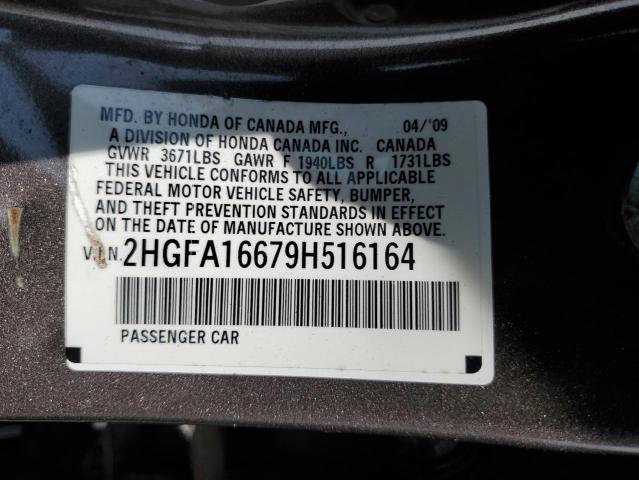 MFD. BY HONDA OF CANADA MFG., 04/'09
A DIVISION OF HONDA CANADA INC. CANADA
GVWR 3671LBS GAWR F 1940LBS R 1731LBS
THIS VEHICLE CONFORMS TO ALL APPLICABLE
FEDERAL MOTOR VEHICLE SAFETY, BUMPER,
AND THEFT PREVENTION STANDARDS IN EFFECT
ON THE DATE OF MANUFACTURE SHOWN ABOVE.
V.I.N. 2HGFA16679H516164
PASSENGER CAR